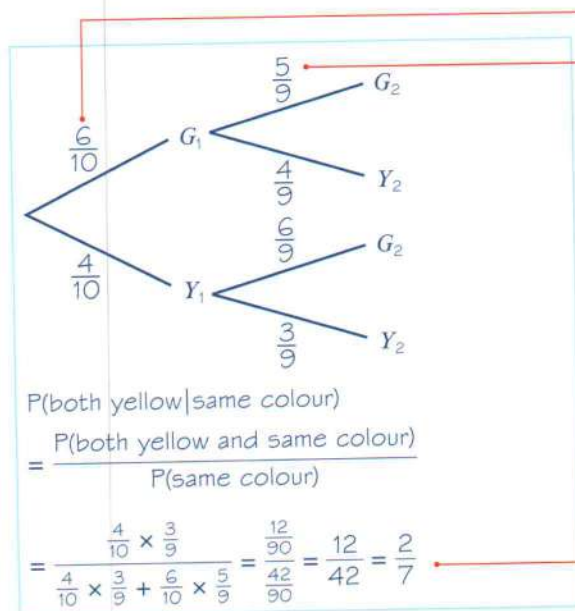 5/9
G₂
6/10
G₁
4/9
Y₂
6/9
G₂
4/10
Y₁
3/9
Y₂
P(both yellow|same colour)
= P(both yellow and same colour) / P(same colour)
= (4/10 × 3/9) / (4/10 × 3/9 + 6/10 × 5/9) = (12/90) / (42/90) = 12/42 = 2/7